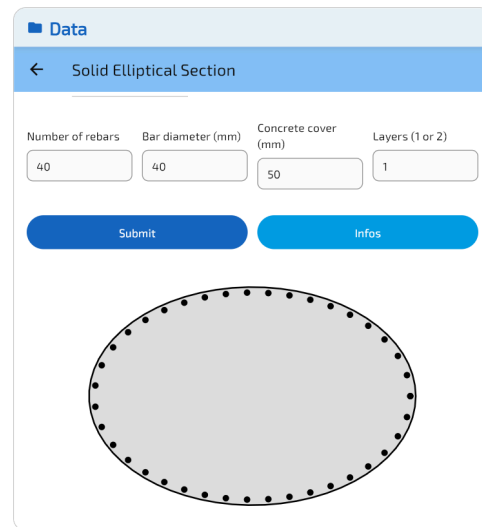 Data
Solid Elliptical Section
Number of rebars
Bar diameter (mm)
Concrete cover
(mm)
Layers (1 or 2)
40
40
50
1
Submit
Infos